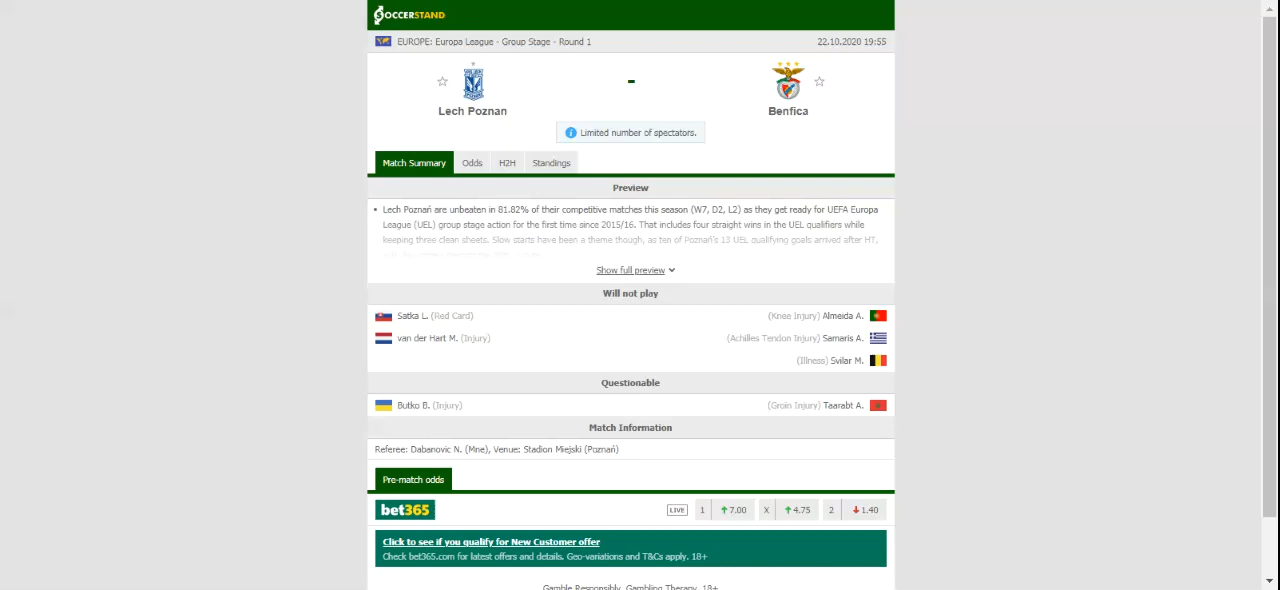 SOCCERSTAND
EUROPE: Europa League - Group Stage - Round 1
22.10.2020 19:55
-
Lech Poznan
Benfica
Limited number of spectators.
Match Summary
Odds
H2H
Standings
Preview
• Lech Poznań are unbeaten in 81.82% of their competitive matches this season (W7, D2, L2) as they get ready for UEFA Europa
League (UEL) group stage action for the first time since 2015/16. That includes four straight wins in the UEL qualifiers while
keeping three clean sheets. Slow starts have been a theme though, as ten of Poznań's 13 UEL qualifying goals arrived after HT,
Show full preview
Will not play
Satka L. (Red Card)
(Knee Injury) Almeida A.
van der Hart M. (Injury)
(Achilles Tendon Injury) Samaris A.
(Illness) Svilar M.
Questionable
Butko B. (Injury)
(Groin Injury) Taarabt A.
Match Information
Referee: Dabanovic N. (Mne), Venue: Stadion Miejski (Poznań)
Pre-match odds
bet365
LIVE
1 7.00
X 4.75
2 1.40
Click to see if you qualify for New Customer offer
Check bet365.com for latest offers and details. Geo-variations and T&Cs apply. 18+
Gamble Responsibly. Gambling Therapy. 18+